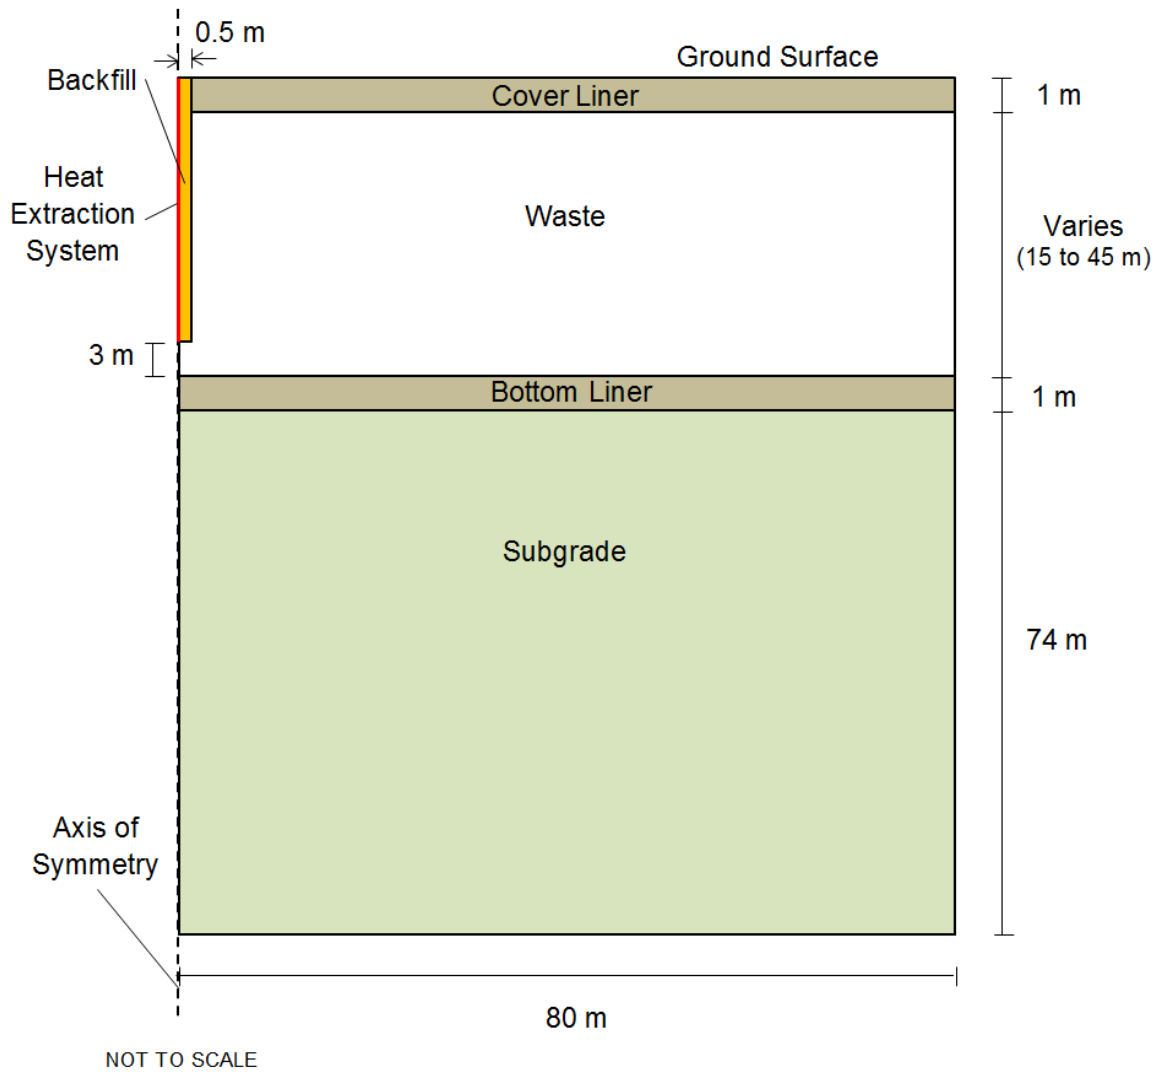 0.5 m
Ground Surface
Backfill
Cover Liner
1 m
Heat
Extraction
System
Waste
Varies
(15 to 45 m)
3 m
Bottom Liner
1 m
Subgrade
74 m
Axis of
Symmetry
80 m
NOT TO SCALE